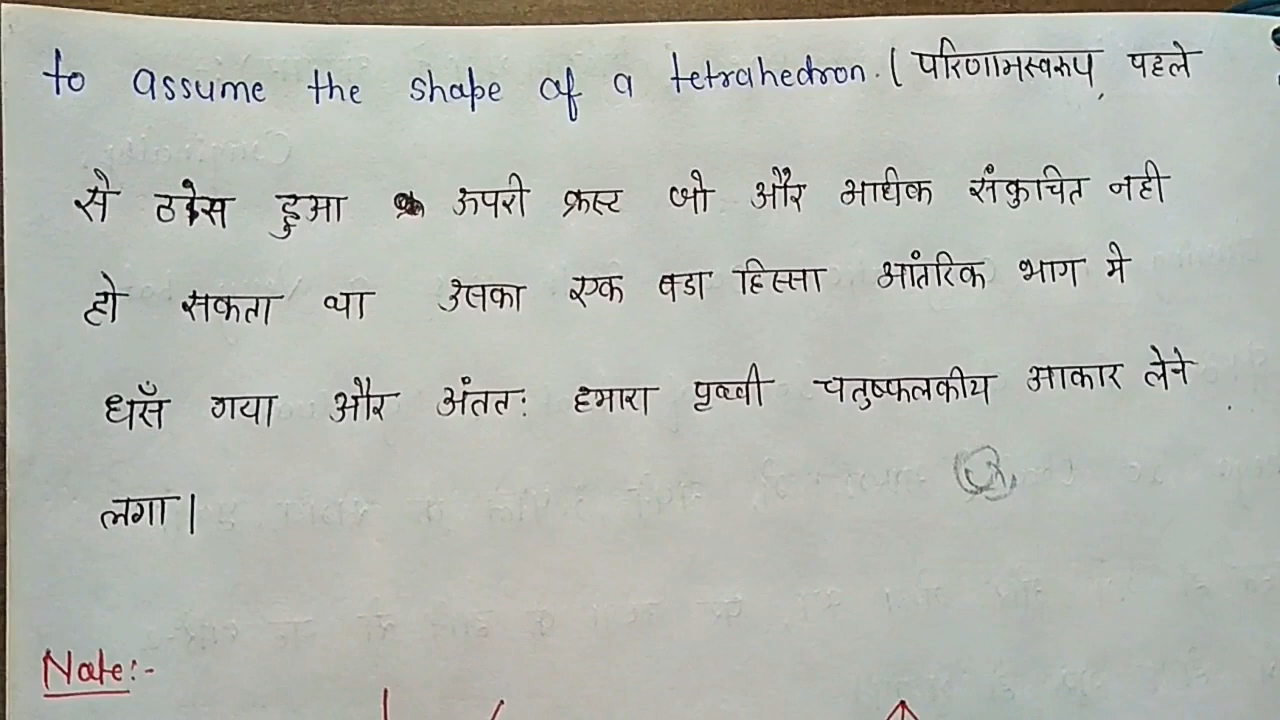 to assume the shape of a tetrahedron. ( परिणामस्वरूप, पहले
से ठोस हुआ ऊपरी क्रस्ट जो और अधिक संकुचित नही
हो सकता था उसका एक बडा हिस्सा आंतरिक भाग मे
धसँ गया और अंततः हमारा पृथ्वी चतुष्फलकीय आकार लेने
लगा।
Note:-